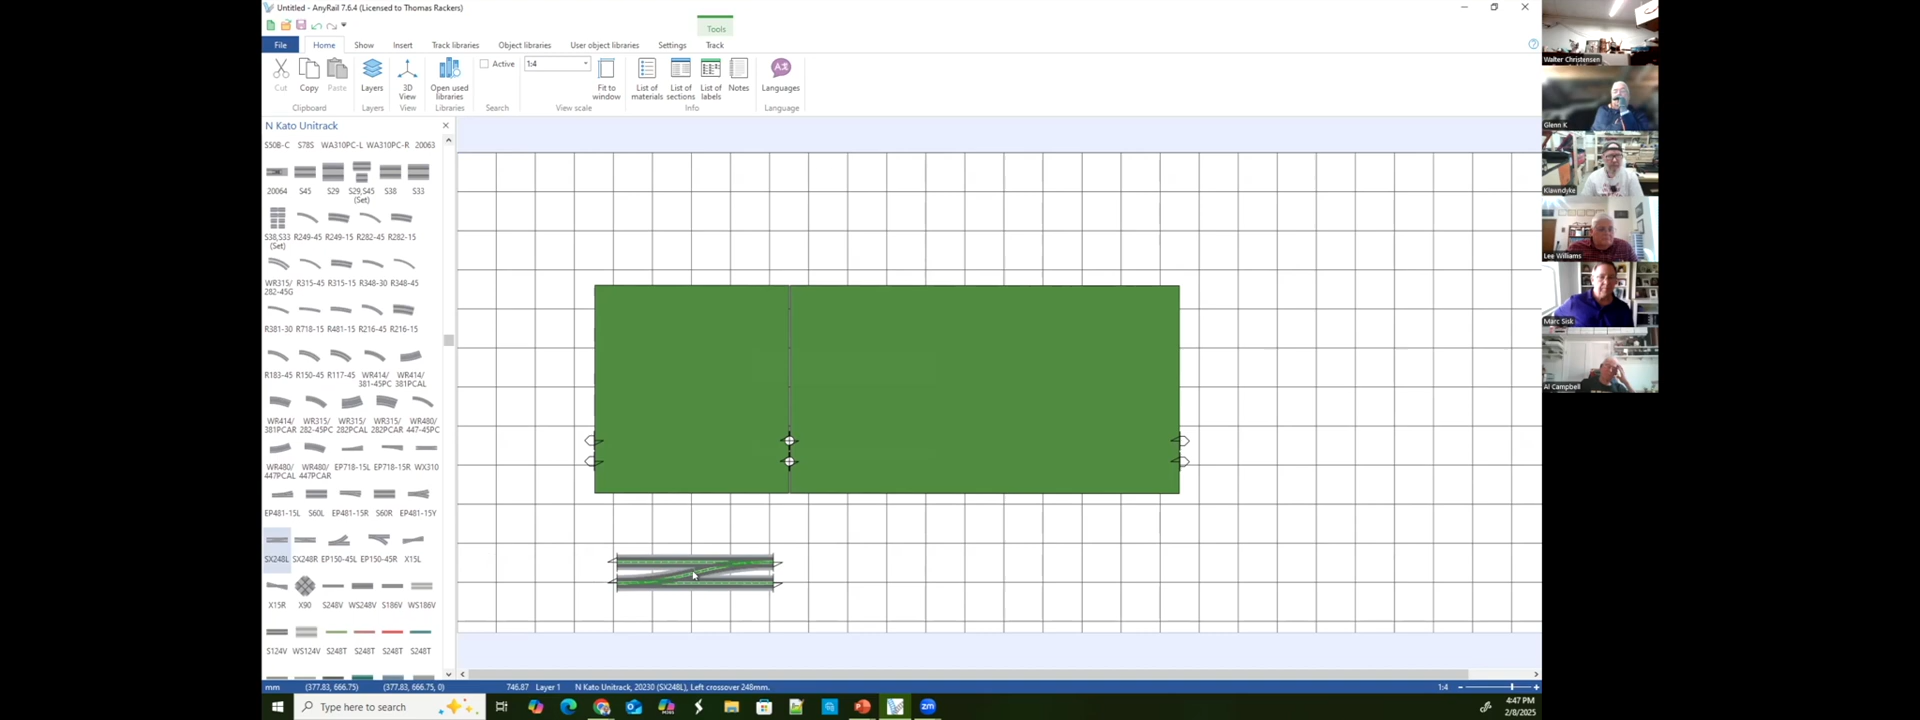 Untitled - AnyRail 7.6.4 (Licensed to Thomas Rackers)
Tools
File Home Show Insert Track libraries Object libraries User object libraries Settings Track
Active 1:4
Cut Copy Paste Layers 3D View Open used libraries Fit to window List of materials List of sections List of labels Notes Languages
Clipboard Layers View Libraries Search View scale Info Language
N Kato Unitrack
S50B-C S78S WA310PC-L WA310PC-R 20063
20064 S45 S29 S29,S45 (Set) S38 S33
S38,S33 (Set) R249-45 R249-15 R282-45 R282-15
WR315/282-45G R315-45 R315-15 R348-30 R348-45
R381-30 R718-15 R481-15 R216-45 R216-15
R183-45 R150-45 R117-45 WR414/381-45PC WR414/381PCAL
WR414/381PCAR WR315/282-45PC WR315/282PCAL WR315/282PCAR WR480/447-45PC
WR480/447PCAL WR480/447PCAR EP718-15L EP718-15R WX310
EP481-15L S60L EP481-15R S60R EP481-15Y
SX248L SX248R EP150-45L EP150-45R X15L
X15R X90 S248V WS248V S186V WS186V
S124V WS124V S248T S248T S248T S248T
mm (377.83, 666.75) (377.83, 666.75, 0) 746.87 Layer 1 N Kato Unitrack, 20230 (SX248L), Left crossover 248mm. 1:4
Type here to search
zm
4:47 PM
2/8/2025
Walter Christensen
Glenn K
Klawndyke
Lee Williams
Marc Sisk
Al Campbell